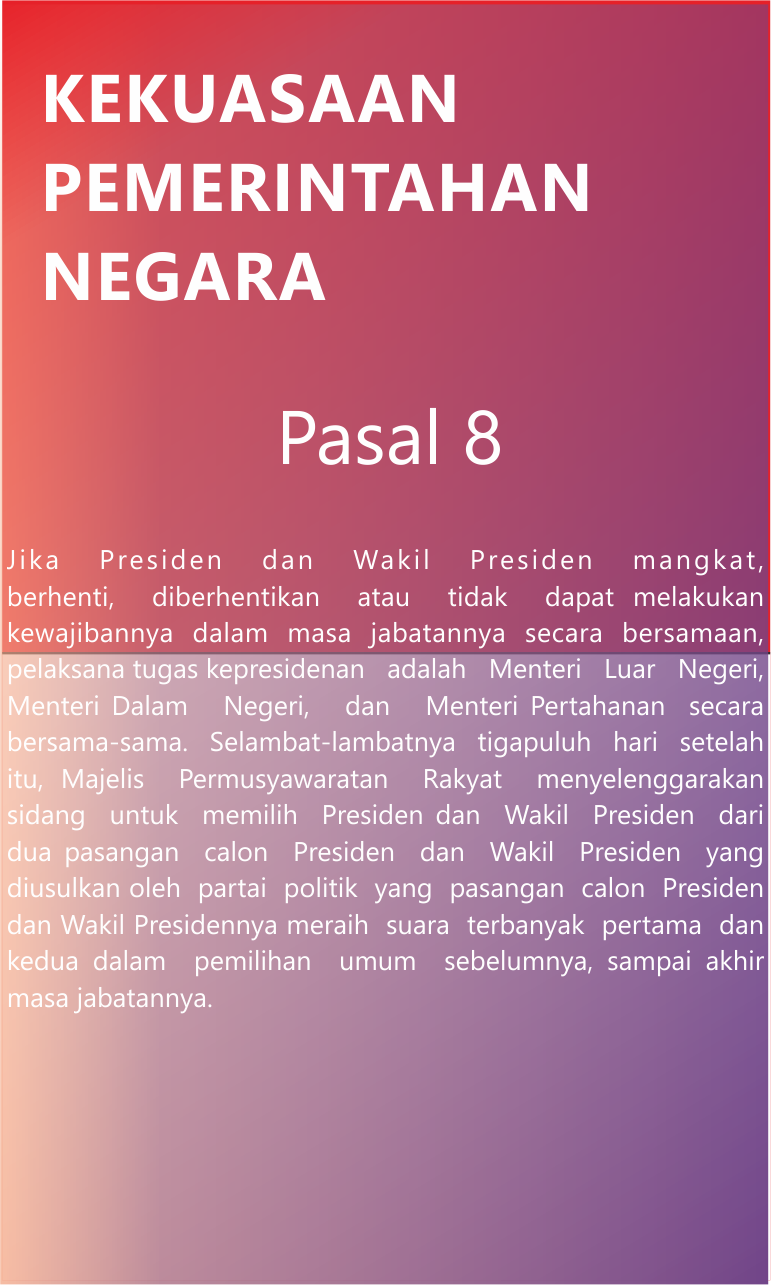 KEKUASAAN
PEMERINTAHAN
NEGARA
Pasal 8
Jika Presiden dan Wakil Presiden mangkat,
berhenti, diberhentikan atau tidak dapat melakukan
kewajibannya dalam masa jabatannya secara bersamaan,
pelaksana tugas kepresidenan adalah Menteri Luar Negeri,
Menteri Dalam Negeri, dan Menteri Pertahanan secara
bersama-sama. Selambat-lambatnya tigapuluh hari setelah
itu, Majelis Permusyawaratan Rakyat menyelenggarakan
sidang untuk memilih Presiden dan Wakil Presiden dari
dua pasangan calon Presiden dan Wakil Presiden yang
diusulkan oleh partai politik yang pasangan calon Presiden
dan Wakil Presidennya meraih suara terbanyak pertama dan
kedua dalam pemilihan umum sebelumnya, sampai akhir
masa jabatannya.